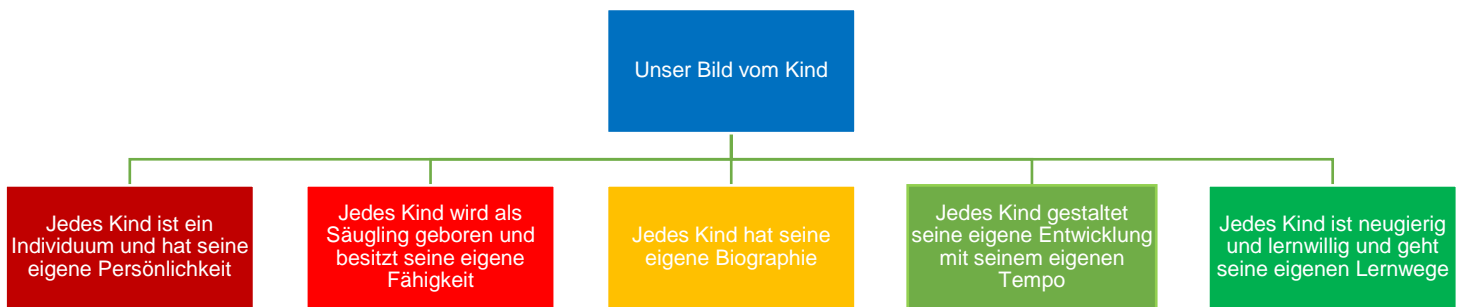 Unser Bild vom Kind
Jedes Kind ist ein
Individuum und hat seine
eigene Persönlichkeit
Jedes Kind wird als
Säugling geboren und
besitzt seine eigene
Fähigkeit
Jedes Kind hat seine
eigene Biographie
Jedes Kind gestaltet
seine eigene Entwicklung
mit seinem eigenen
Tempo
Jedes Kind ist neugierig
und lernwillig und geht
seine eigenen Lernwege